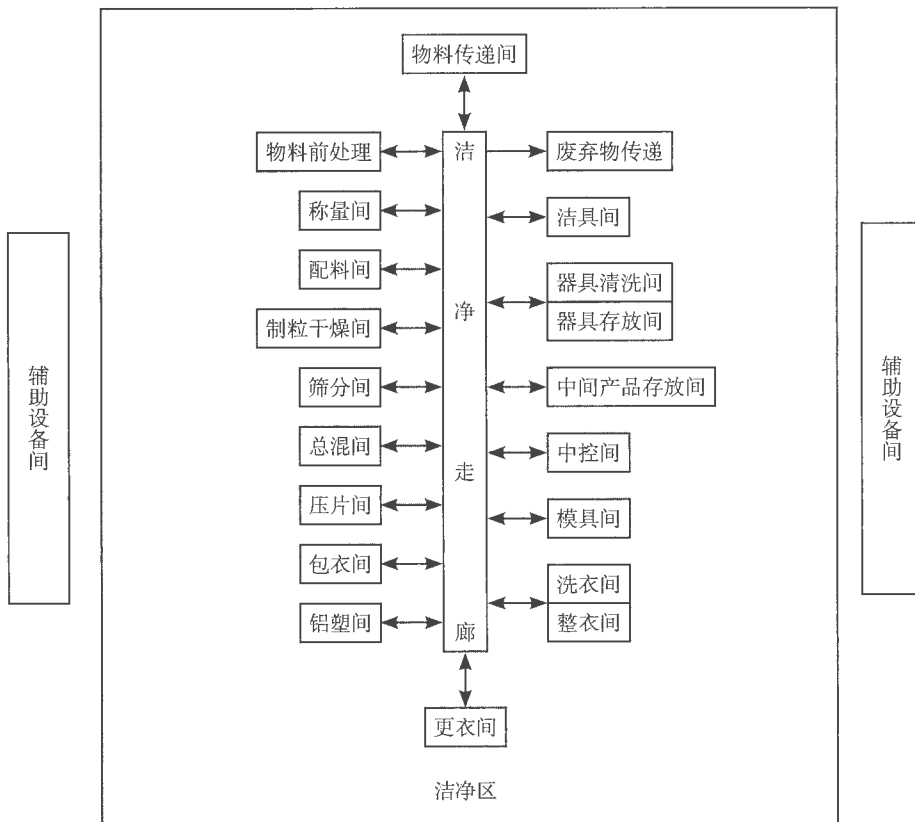 物料传递间
物料前处理
称量间
配料间
制粒干燥间
筛分间
总混间
压片间
包衣间
铝塑间
洁净走廊
废弃物传递
洁具间
器具清洗间
器具存放间
中间产品存放间
中控间
模具间
洗衣间
整衣间
更衣间
洁净区
辅助设备间
辅助设备间